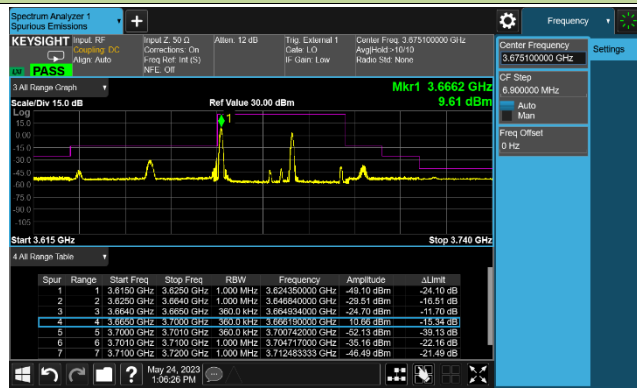 Spectrum Analyzer 1
Spurious Emissions
Frequency
KEYSIGHT Input: RF
Coupling: DC
Align: Auto
Input Z: 50 Ω
Corrections: On
Freq Ref: Int (S)
NFE: Off
Atten: 12 dB
Trig: External 1
Gate: LO
IF Gain: Low
Center Freq: 3.675100000 GHz
Avg|Hold:>10/10
Radio Std: None
LW PASS
Center Frequency
3.675100000 GHz
Settings
CF Step
6.900000 MHz
Auto
Man
Freq Offset
0 Hz
3 All Range Graph
Mkr1 3.6662 GHz
Scale/Div 15.0 dB
Ref Value 30.00 dBm
9.61 dBm
Log
15.0
0.00
-15.0
-30.0
-45.0
-60.0
-75.0
-90.0
-105
1
Start 3.615 GHz
Stop 3.740 GHz
4 All Range Table
Spur Range Start Freq Stop Freq RBW Frequency Amplitude ΔLimit
1 1 3.6150 GHz 3.6250 GHz 1.000 MHz 3.624350000 GHz -49.10 dBm -24.10 dB
2 2 3.6250 GHz 3.6640 GHz 1.000 MHz 3.646840000 GHz -29.51 dBm -16.51 dB
3 3 3.6640 GHz 3.6650 GHz 360.0 kHz 3.664934000 GHz -24.70 dBm -11.70 dB
4 4 3.6650 GHz 3.7000 GHz 360.0 kHz 3.666190000 GHz 10.66 dBm -15.34 dB
5 5 3.7000 GHz 3.7010 GHz 360.0 kHz 3.700742000 GHz -52.13 dBm -39.13 dB
6 6 3.7010 GHz 3.7100 GHz 1.000 MHz 3.704717000 GHz -35.16 dBm -22.16 dB
7 7 3.7100 GHz 3.7200 GHz 1.000 MHz 3.712483333 GHz -46.49 dBm -21.49 dB
May 24, 2023
1:06:26 PM